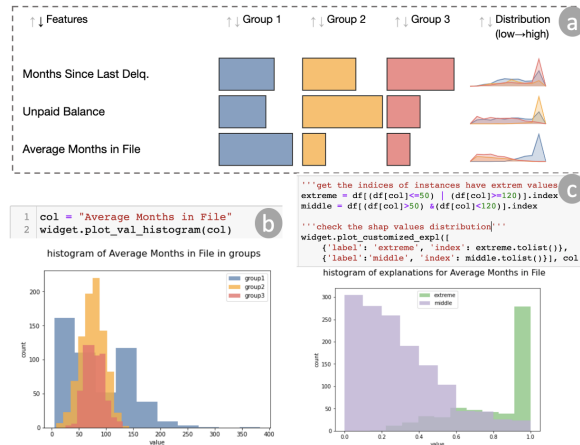 ↑↓ Features
↑↓ Group 1
↑↓ Group 2
↑↓ Group 3
↑↓ Distribution
(low→high)
a
Months Since Last Delq.
Unpaid Balance
Average Months in File
1 col = "Average Months in File"
2 widget.plot_val_histogram(col)
b
histogram of Average Months in File in groups
group1
group2
group3
count
200
150
100
50
0
0 50 100 150 200 250 300 350 400
value
c
'''get the indices of instances have extrem values
extreme = df[(df[col]<=50) | (df[col]>=120)].index
middle = df[(df[col]>50) &(df[col]<120)].index
'''check the shap values distribution'''
widget.plot_customized_expl([
{'label': 'extreme', 'index': extreme.tolist()},
{'label':'middle', 'index': middle.tolist()}], col
histogram of explanations for Average Months in File
extreme
middle
count
300
250
200
150
100
50
0
0.0 0.2 0.4 0.6 0.8 1.0
value